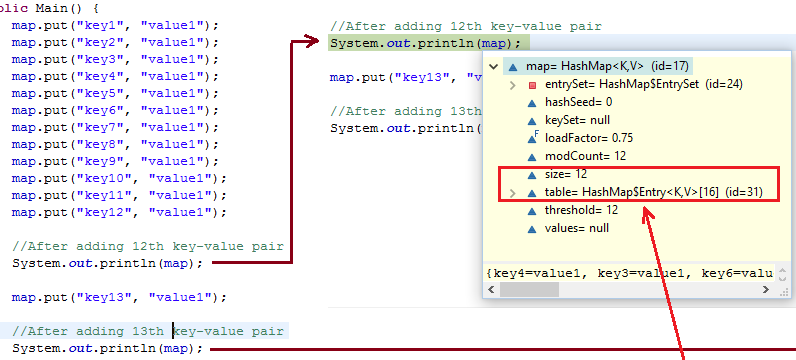 blic Main() {
map.put("key1", "value1");
map.put("key2", "value1");
map.put("key3", "value1");
map.put("key4", "value1");
map.put("key5", "value1");
map.put("key6", "value1");
map.put("key7", "value1");
map.put("key8", "value1");
map.put("key9", "value1");
map.put("key10", "value1");
map.put("key11", "value1");
map.put("key12", "value1");
//After adding 12th key-value pair
System.out.println(map);
map.put("key13", "value1");
//After adding 13th key-value pair
System.out.println(map);
//After adding 12th key-value pair
System.out.println(map);
map.put("key13", "v
//After adding 13th
System.out.println(
map= HashMap<K,V> (id=17)
entrySet= HashMap$EntrySet (id=24)
hashSeed= 0
keySet= null
F
loadFactor= 0.75
modCount= 12
size= 12
table= HashMap$Entry<K,V>[16] (id=31)
threshold= 12
values= null
{key4=value1, key3=value1, key6=valu